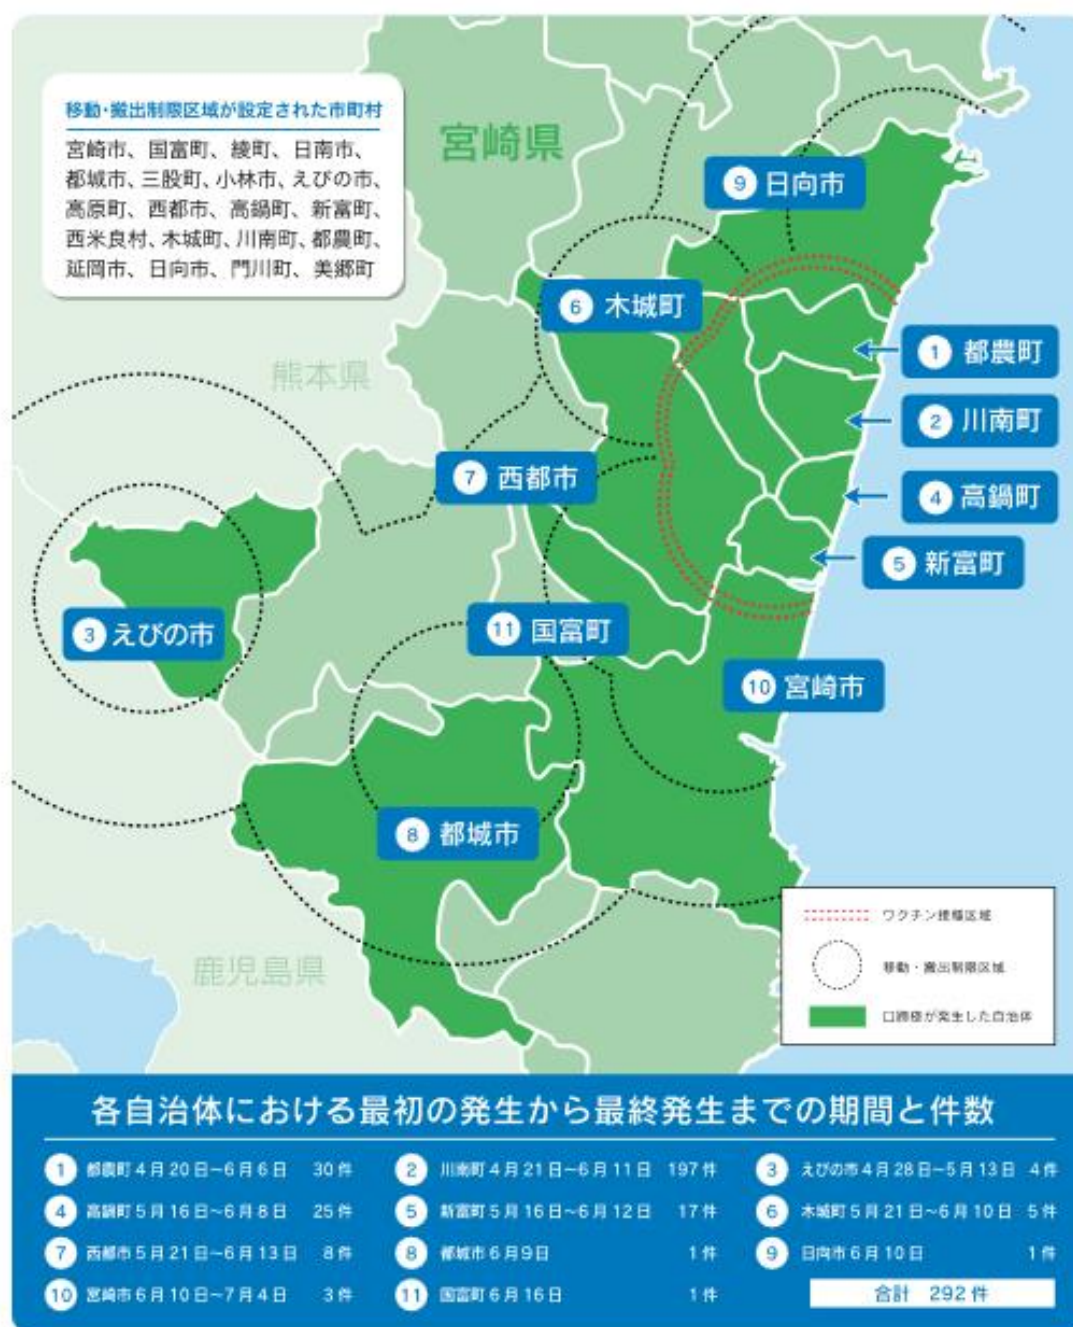 移動・搬出制限区域が設定された市町村
宮崎市、国富町、綾町、日南市、
都城市、三股町、小林市、えびの市、
高原町、西都市、高鍋町、新富町、
西米良村、木城町、川南町、都農町、
延岡市、日向市、門川町、美郷町
宮崎県
⑨ 日向市
⑥ 木城町
熊本県
① 都農町
② 川南町
⑦ 西都市
④ 高鍋町
⑤ 新富町
③ えびの市
⑪ 国富町
⑩ 宮崎市
⑧ 都城市
鹿児島県
ワクチン接種区域
移動・搬出制限区域
口蹄疫が発生した自治体
各自治体における最初の発生から最終発生までの期間と件数
① 都農町4月20日~6月6日 30件
② 川南町4月21日~6月11日 197件
③ えびの市4月28日~5月13日 4件
④ 高鍋町5月16日~6月8日 25件
⑤ 新富町5月16日~6月12日 17件
⑥ 木城町5月21日~6月10日 5件
⑦ 西都市5月21日~6月13日 8件
⑧ 都城市6月9日 1件
⑨ 日向市6月10日 1件
⑩ 宮崎市6月10日~7月4日 3件
⑪ 国富町6月16日 1件
合計 292件